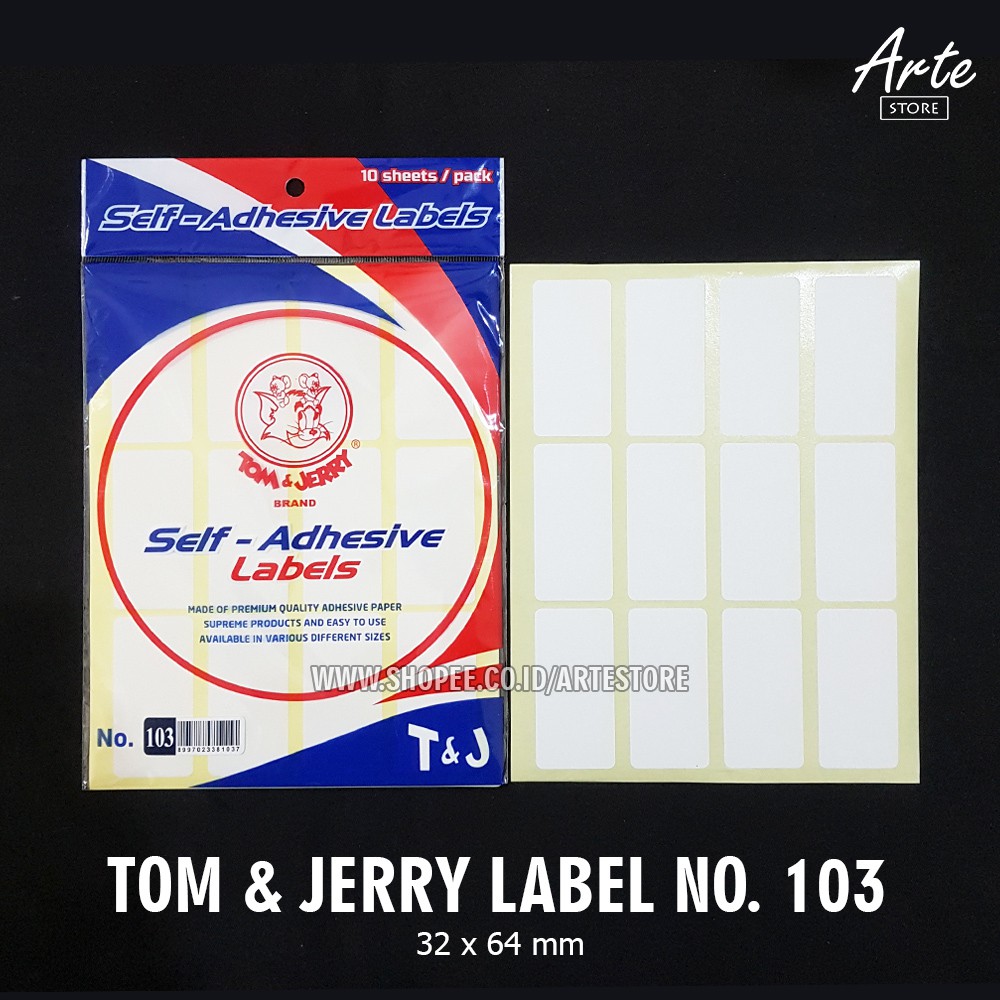 Arte
STORE
10 sheets / pack
Self - Adhesive Labels
TOM & JERRY ®
BRAND
Self - Adhesive
Labels
MADE OF PREMIUM QUALITY ADHESIVE PAPER
SUPREME PRODUCTS AND EASY TO USE
AVAILABLE IN VARIOUS DIFFERENT SIZES
WWW.SHOPEE.CO.ID/ARTESTORE
No. 103
8997023381037
T & J
TOM & JERRY LABEL NO. 103
32 x 64 mm